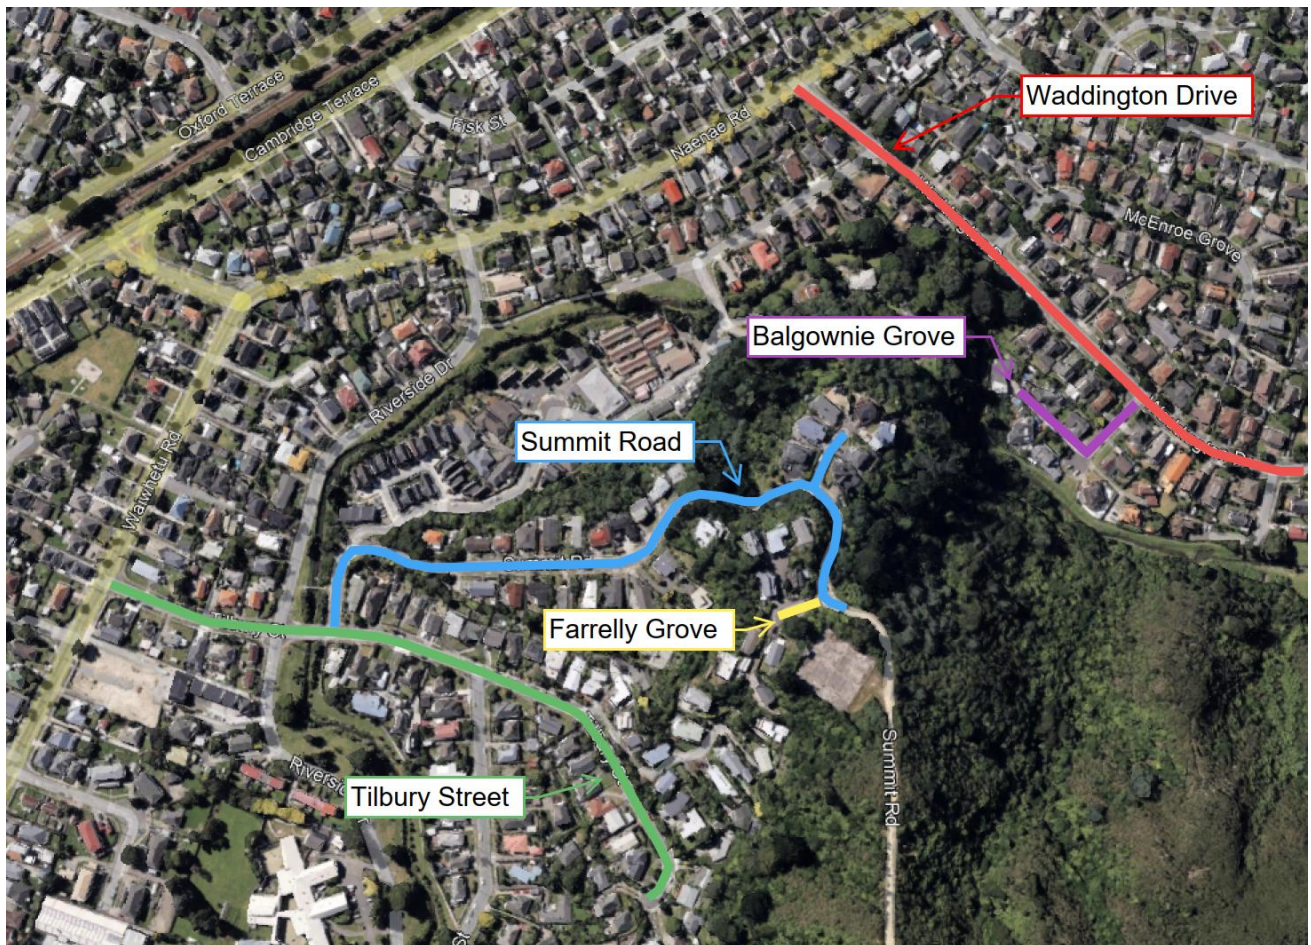 Oxford Terrace
Cambridge Terrace
Fisk St
Naenae Rd
Waddington Drive
McEnroe Grove
Balgownie Grove
Riverside Dr
Waiwhetu Rd
Summit Road
Farrelly Grove
Tilbury Street
Summit Rd